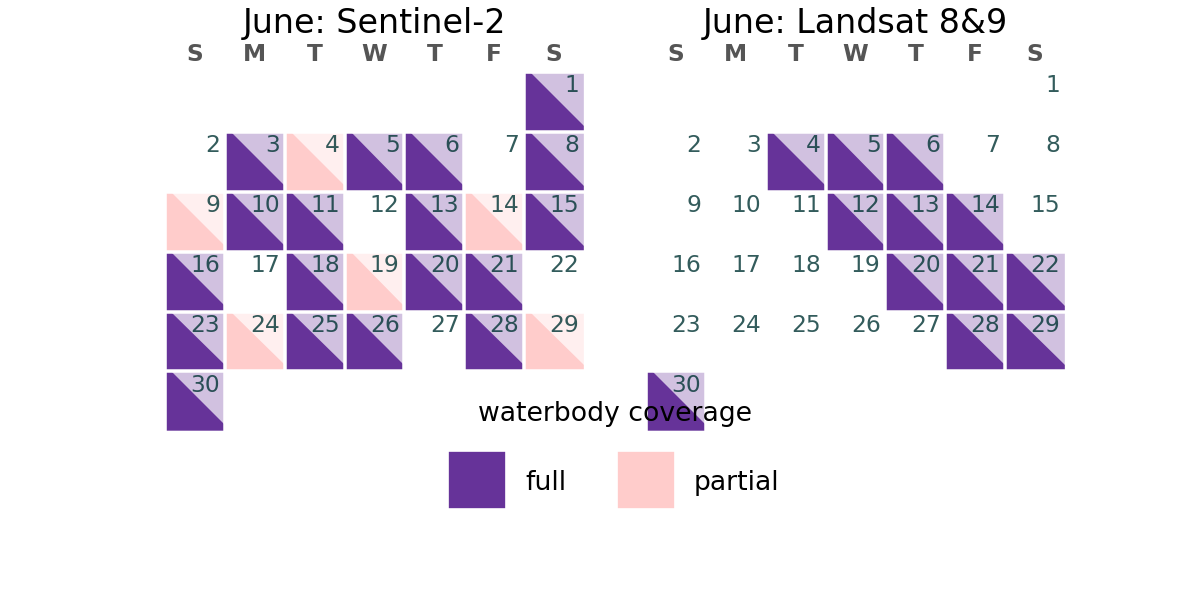 June: Sentinel-2
S M T W T F S
1
2 3 4 5 6 7 8
9 10 11 12 13 14 15
16 17 18 19 20 21 22
23 24 25 26 27 28 29
30
June: Landsat 8&9
S M T W T F S
1
2 3 4 5 6 7 8
9 10 11 12 13 14 15
16 17 18 19 20 21 22
23 24 25 26 27 28 29
30
waterbody coverage
full partial